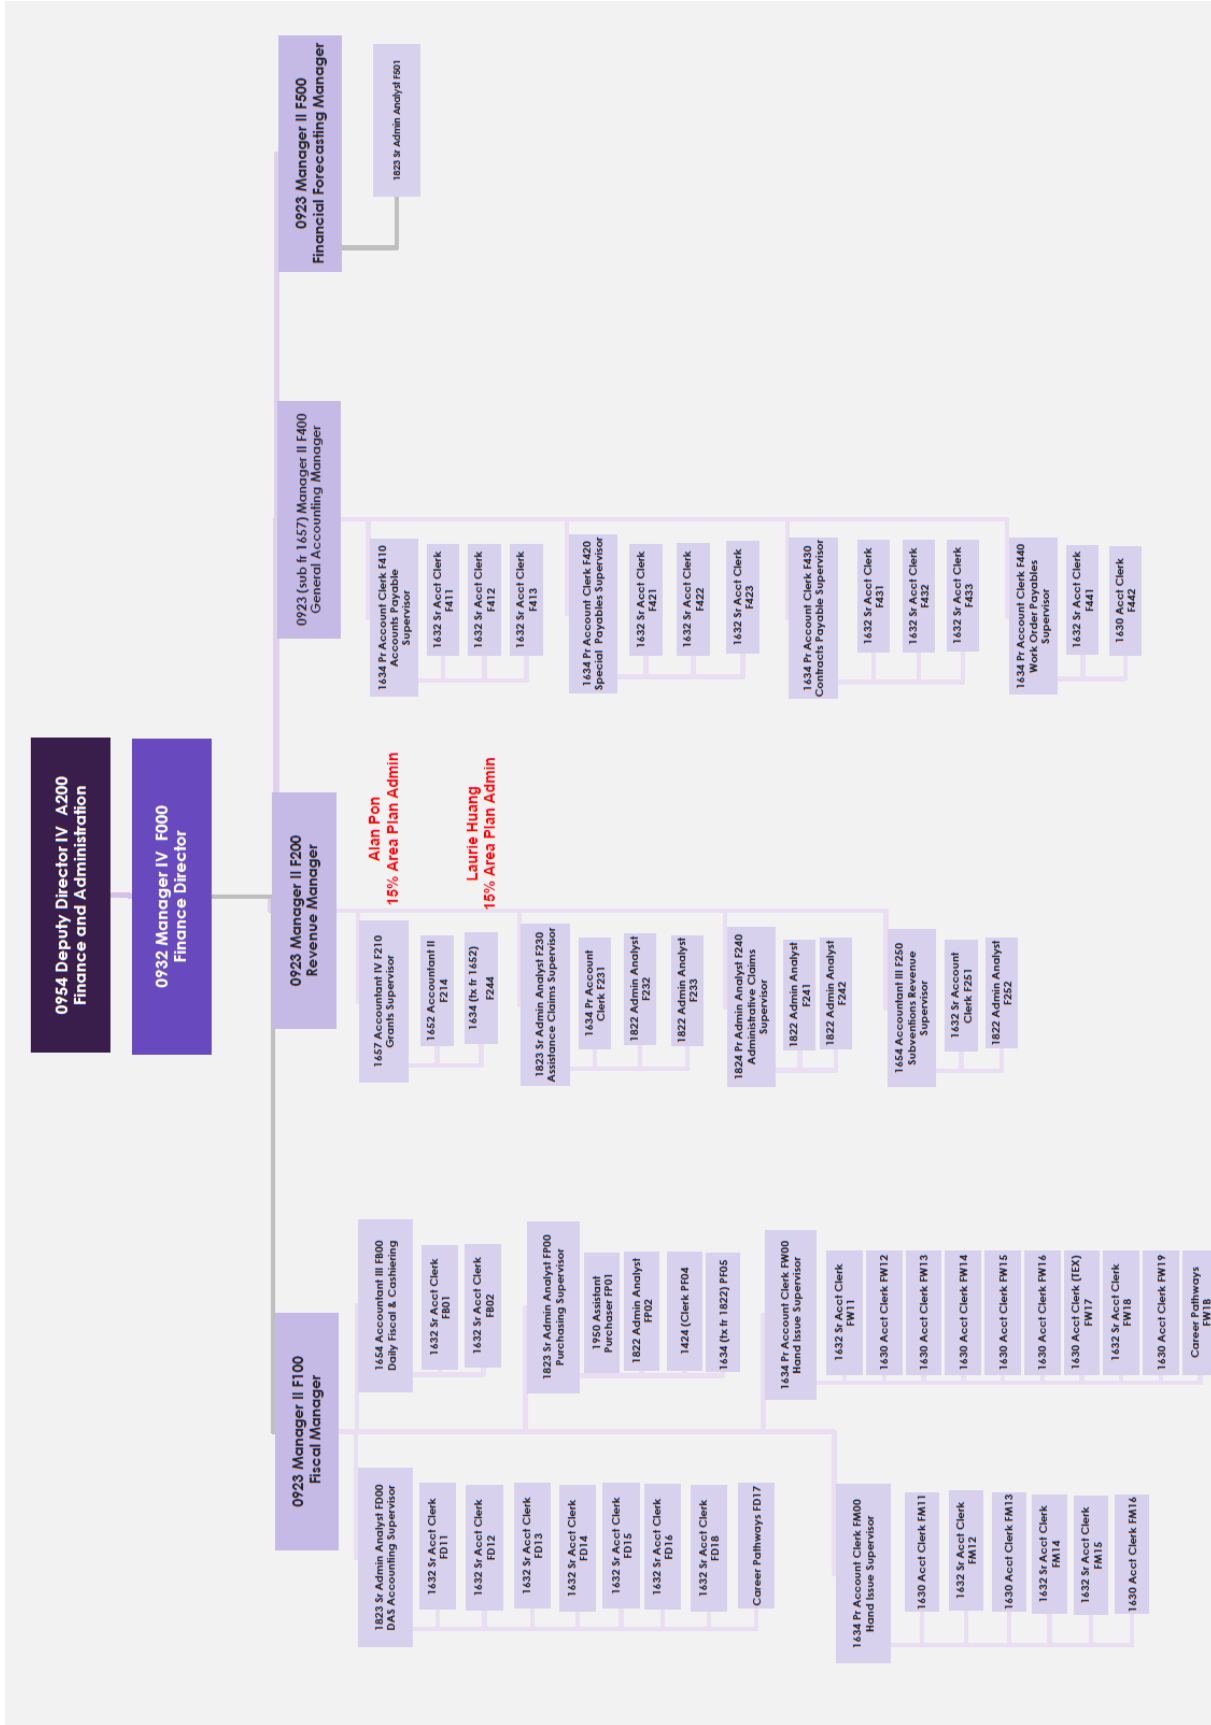 0954 Deputy Director IV A200
Finance and Administration
0932 Manager IV F000
Finance Director
0923 Manager II F100
Fiscal Manager
1823 Sr Admin Analyst FD00
DAS Accounting Supervisor
1632 Sr Acct Clerk
FD11
1632 Sr Acct Clerk
FD12
1632 Sr Acct Clerk
FD13
1632 Sr Acct Clerk
FD14
1632 Sr Acct Clerk
FD15
1632 Sr Acct Clerk
FD16
1632 Sr Acct Clerk
FD18
Career Pathways FD17
1634 Pr Account Clerk FM00
Hand Issue Supervisor
1630 Acct Clerk FM11
1632 Sr Acct Clerk
FM12
1630 Acct Clerk FM13
1632 Sr Acct Clerk
FM14
1632 Sr Acct Clerk
FM15
1630 Acct Clerk FM16
1654 Accountant III FB00
Daily Fiscal & Cashiering
1632 Sr Acct Clerk
FB01
1632 Sr Acct Clerk
FB02
1823 Sr Admin Analyst FP00
Purchasing Supervisor
1950 Assistant
Purchaser FP01
1822 Admin Analyst
FP02
1424 (Clerk PF04
1634 (tx fr 1822) PF05
1634 Pr Account Clerk FW00
Hand Issue Supervisor
1632 Sr Acct Clerk
FW11
1630 Acct Clerk FW12
1630 Acct Clerk FW13
1630 Acct Clerk FW14
1630 Acct Clerk FW15
1630 Acct Clerk FW16
1630 Acct Clerk (TEX)
FW17
1632 Sr Acct Clerk
FW18
1630 Acct Clerk FW19
Career Pathways
FW1B
0923 Manager II F200
Revenue Manager
Alan Pon
15% Area Plan Admin
Laurie Huang
15% Area Plan Admin
1657 Accountant IV F210
Grants Supervisor
1652 Accountant II
F214
1634 (tx fr 1652)
F244
1823 Sr Admin Analyst F230
Assistance Claims Supervisor
1634 Pr Account
Clerk F231
1822 Admin Analyst
F232
1822 Admin Analyst
F233
1824 Pr Admin Analyst F240
Administrative Claims
Supervisor
1822 Admin Analyst
F241
1822 Admin Analyst
F242
1654 Accountant III F250
Subventions Revenue
Supervisor
1632 Sr Account
Clerk F251
1822 Admin Analyst
F252
0923 (sub fr 1657) Manager II F400
General Accounting Manager
1634 Pr Account Clerk F410
Accounts Payable
Supervisor
1632 Sr Acct Clerk
F411
1632 Sr Acct Clerk
F412
1632 Sr Acct Clerk
F413
1634 Pr Account Clerk F420
Special Payables Supervisor
1632 Sr Acct Clerk
F421
1632 Sr Acct Clerk
F422
1632 Sr Acct Clerk
F423
1634 Pr Account Clerk F430
Contracts Payable Supervisor
1632 Sr Acct Clerk
F431
1632 Sr Acct Clerk
F432
1632 Sr Acct Clerk
F433
1634 Pr Account Clerk F440
Work Order Payables
Supervisor
1632 Sr Acct Clerk
F441
1630 Acct Clerk
F442
0923 Manager II F500
Financial Forecasting Manager
1823 Sr Admin Analyst F501